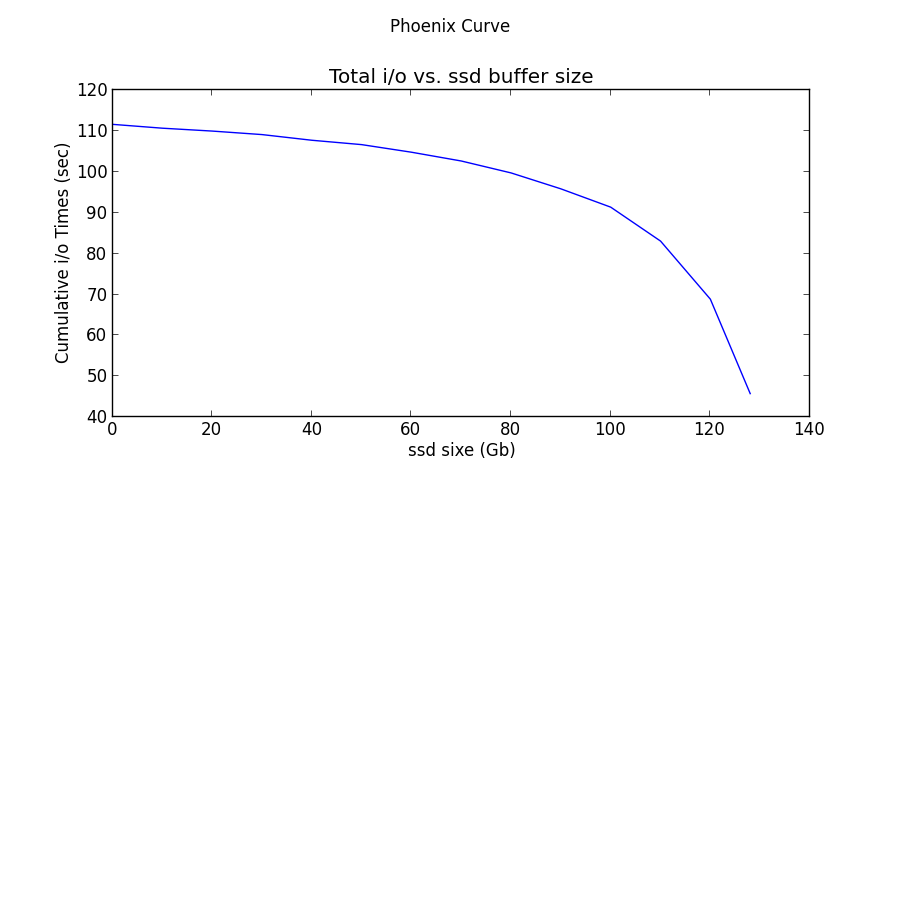 Phoenix Curve
Total i/o vs. ssd buffer size
Cumulative i/o Times (sec)
120
110
100
90
80
70
60
50
40
0 20 40 60 80 100 120 140
ssd sixe (Gb)